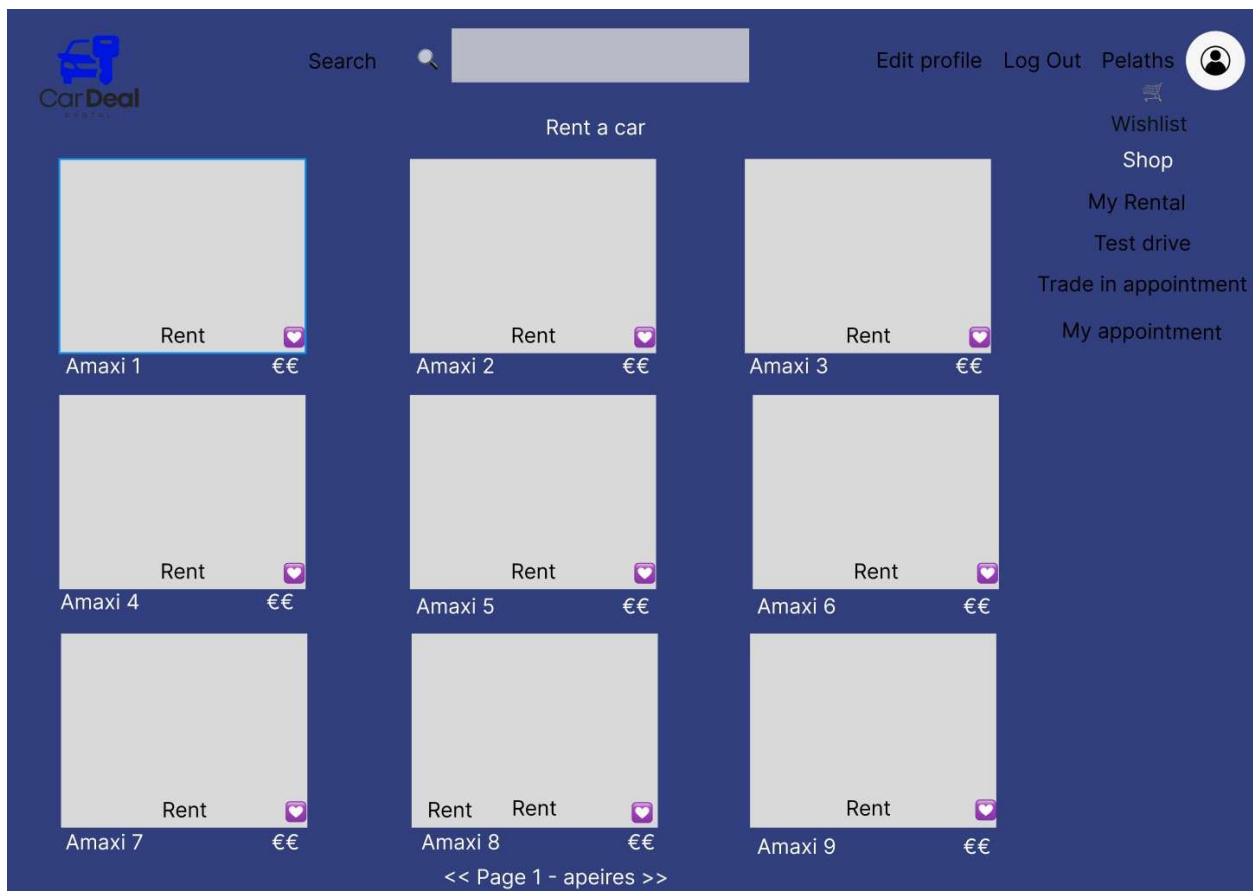 Search Edit profile Log Out Pelaths
CarDeal
RENTAL
Wishlist
Rent a car
Shop
My Rental
Test drive
Trade in appointment
My appointment
Rent Rent Rent
Amaxi 1 €€ Amaxi 2 €€ Amaxi 3 €€
Rent Rent Rent
Amaxi 4 €€ Amaxi 5 €€ Amaxi 6 €€
Rent Rent Rent Rent
Amaxi 7 €€ Amaxi 8 €€ Amaxi 9 €€
<< Page 1 - apeires >>